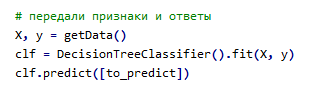 # передали признаки и ответы
X, y = getData()
clf = DecisionTreeClassifier().fit(X, y)
clf.predict([to_predict])